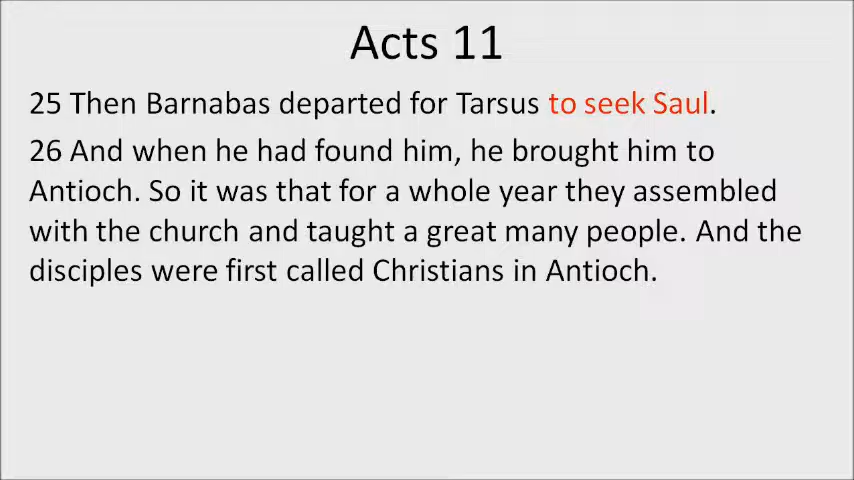 Acts 11
25 Then Barnabas departed for Tarsus to seek Saul.
26 And when he had found him, he brought him to
Antioch. So it was that for a whole year they assembled
with the church and taught a great many people. And the
disciples were first called Christians in Antioch.